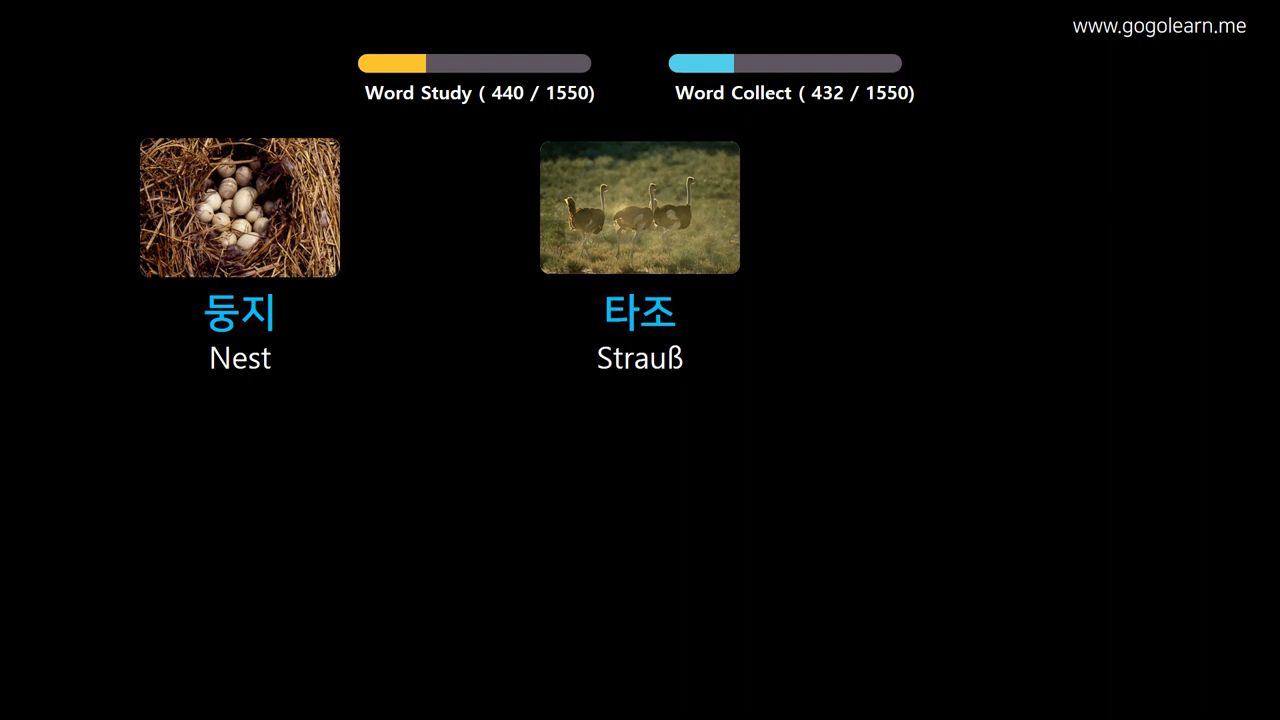 www.gogolearn.me
Word Study ( 440 / 1550)
Word Collect ( 432 / 1550)
둥지
Nest
타조
Strauß